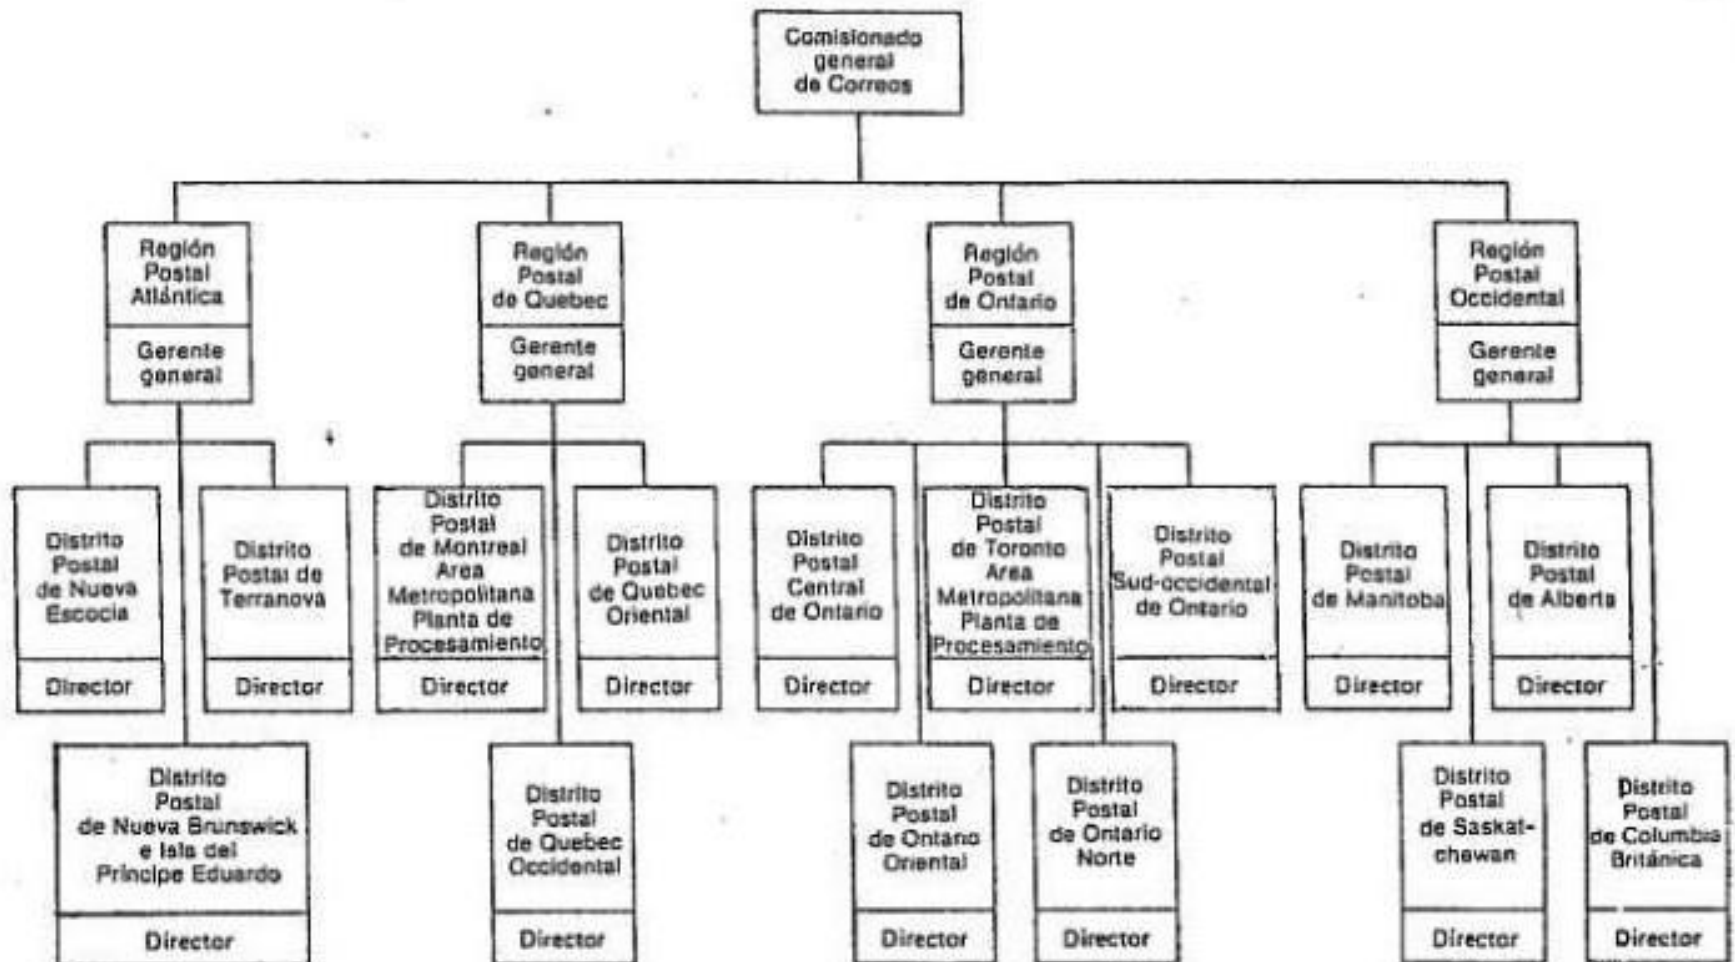 Comisionado
general
de Correos
Región
Postal
Atlántica
Gerente
general
Región
Postal
de Quebec
Gerente
general
Región
Postal
de Ontario
Gerente
general
Región
Postal
Occidental
Gerente
general
Distrito
Postal
de Nueva
Escocia
Director
Distrito
Postal de
Terranova
Director
Distrito
Postal
de Montreal
Area
Metropolitana
Planta de
Procesamiento
Director
Distrito
Postal
de Quebec
Oriental
Director
Distrito
Postal
Central
de Ontario
Director
Distrito
Postal
de Toronto
Area
Metropolitana
Planta de
Procesamiento
Director
Distrito
Postal
Sud-occidental
de Ontario
Director
Distrito
Postal
de Manitoba
Director
Distrito
Postal
de Alberta
Director
Distrito
Postal
de Nueva Brunswick
e Isla del
Príncipe Eduardo
Director
Distrito
Postal
de Quebec
Occidental
Director
Distrito
Postal
de Ontario
Oriental
Director
Distrito
Postal
de Ontario
Norte
Director
Distrito
Postal
de Saskat-
chewan
Director
Distrito
Postal
de Columbia
Británica
Director